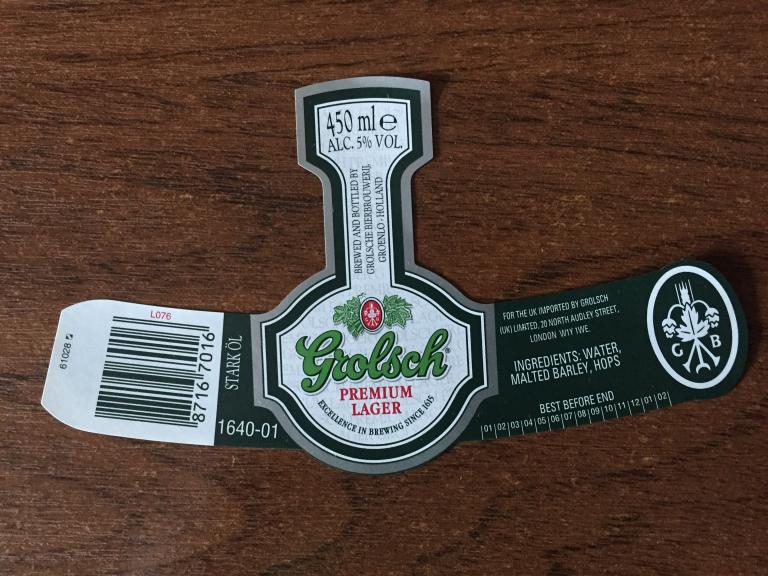 450 ml e
ALC. 5% VOL.
BREWED AND BOTTLED BY
GROLSCHE BIERBROUWERIJ,
GROENLO - HOLLAND
Grolsch®
PREMIUM
LAGER
EXCELLENCE IN BREWING SINCE 1615
61028
L076
87167016
STARK ÖL
1640-01
FOR THE UK IMPORTED BY GROLSCH
(UK) LIMITED, 20 NORTH AUDLEY STREET,
LONDON W1Y 1WE.
INGREDIENTS: WATER,
MALTED BARLEY, HOPS
BEST BEFORE END
01 02 03 04 05 06 07 08 09 10 11 12 01 02
G B